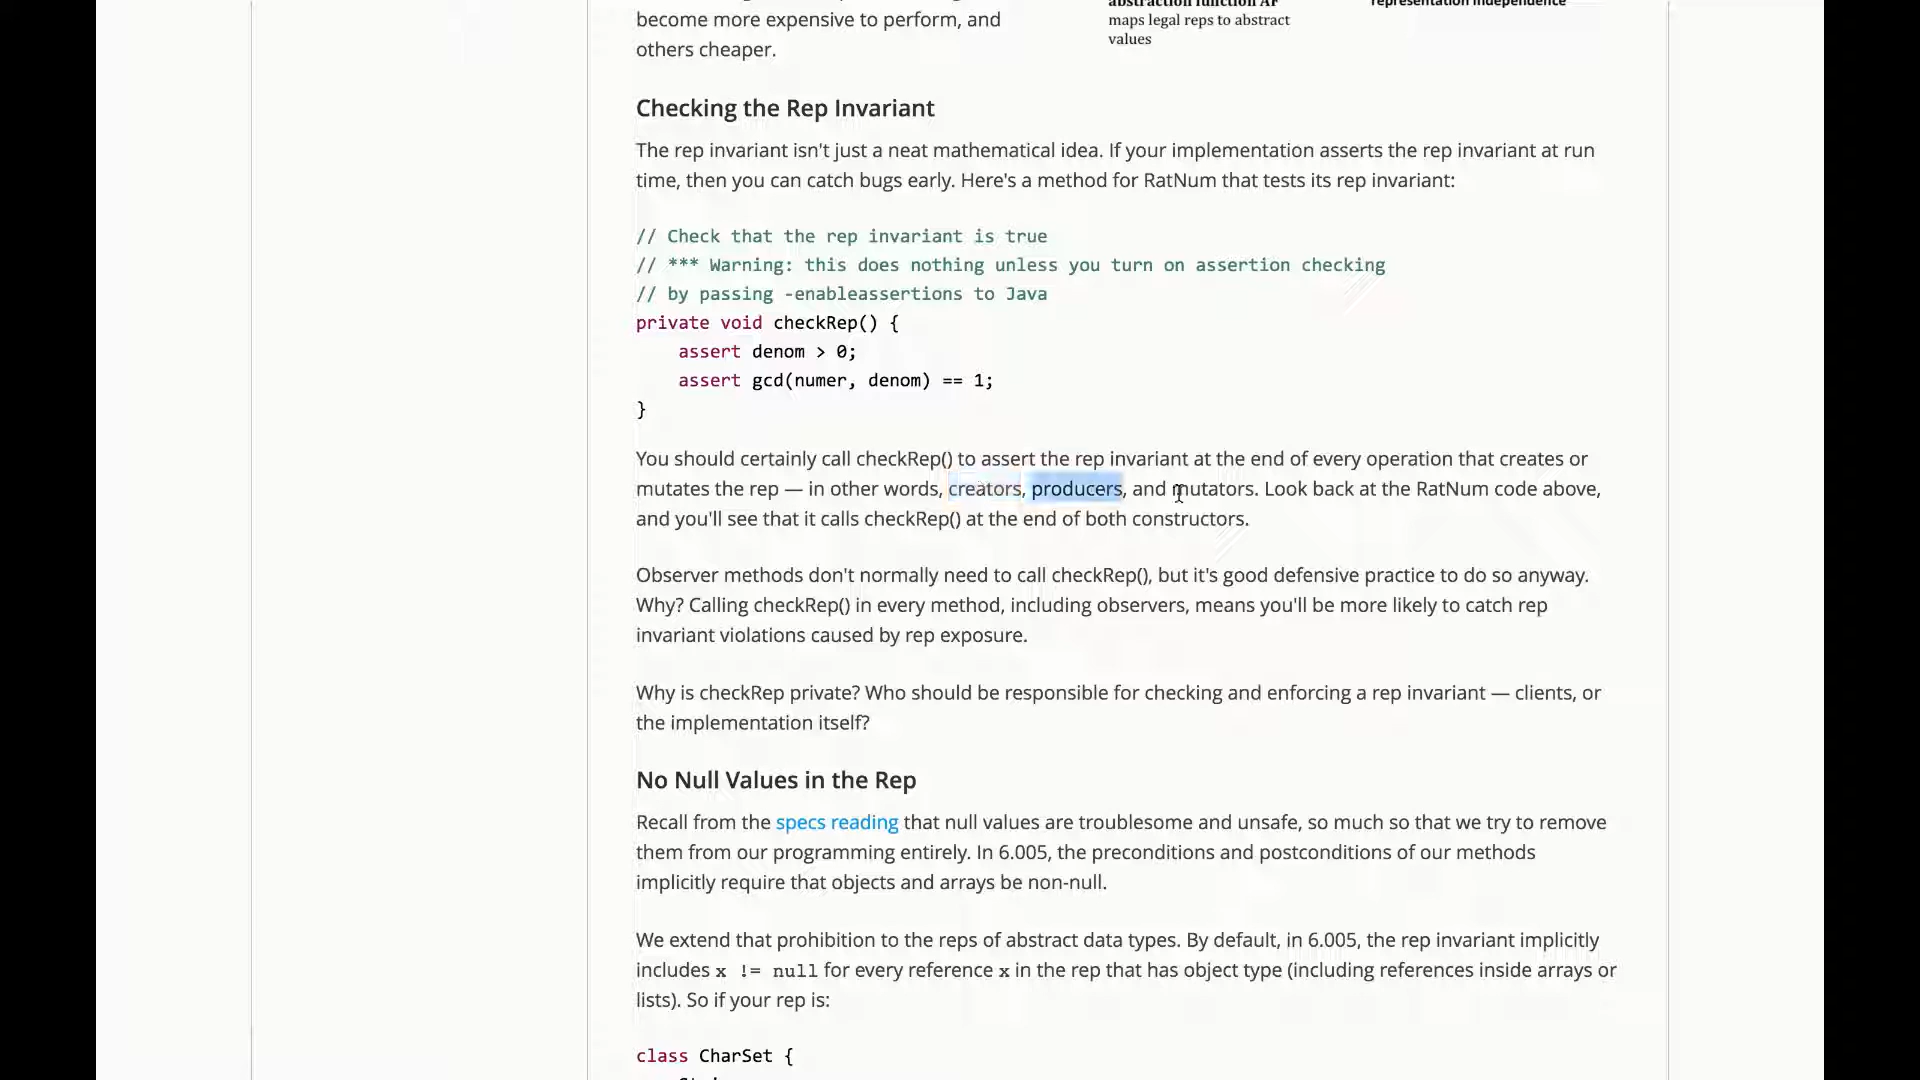 become more expensive to perform, and
others cheaper.
abstraction function AF
maps legal reps to abstract
values
representation independence
Checking the Rep Invariant
The rep invariant isn't just a neat mathematical idea. If your implementation asserts the rep invariant at run
time, then you can catch bugs early. Here's a method for RatNum that tests its rep invariant:
// Check that the rep invariant is true
// *** Warning: this does nothing unless you turn on assertion checking
// by passing -enableassertions to Java
private void checkRep() {
    assert denom > 0;
    assert gcd(numer, denom) == 1;
}
You should certainly call checkRep() to assert the rep invariant at the end of every operation that creates or
mutates the rep — in other words, creators, producers, and mutators. Look back at the RatNum code above,
and you'll see that it calls checkRep() at the end of both constructors.
Observer methods don't normally need to call checkRep(), but it's good defensive practice to do so anyway.
Why? Calling checkRep() in every method, including observers, means you'll be more likely to catch rep
invariant violations caused by rep exposure.
Why is checkRep private? Who should be responsible for checking and enforcing a rep invariant — clients, or
the implementation itself?
No Null Values in the Rep
Recall from the specs reading that null values are troublesome and unsafe, so much so that we try to remove
them from our programming entirely. In 6.005, the preconditions and postconditions of our methods
implicitly require that objects and arrays be non-null.
We extend that prohibition to the reps of abstract data types. By default, in 6.005, the rep invariant implicitly
includes x != null for every reference x in the rep that has object type (including references inside arrays or
lists). So if your rep is:
class CharSet {